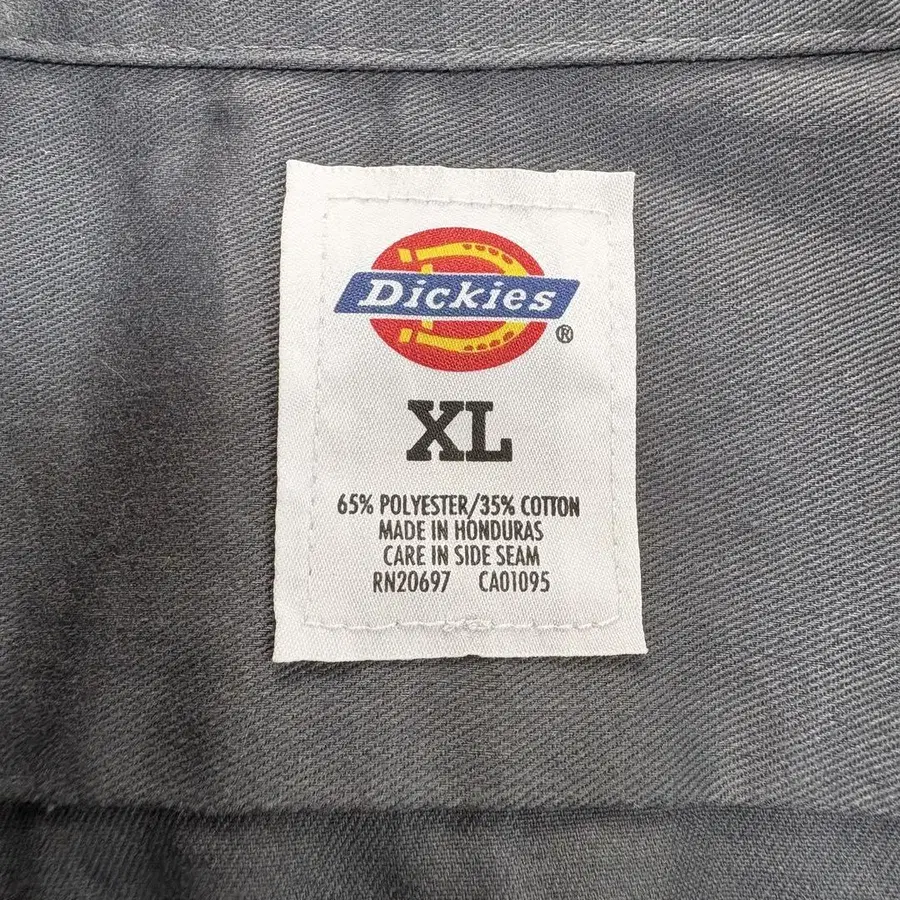 Dickies
®
XL
65% POLYESTER/35% COTTON
MADE IN HONDURAS
CARE IN SIDE SEAM
RN20697 CA01095